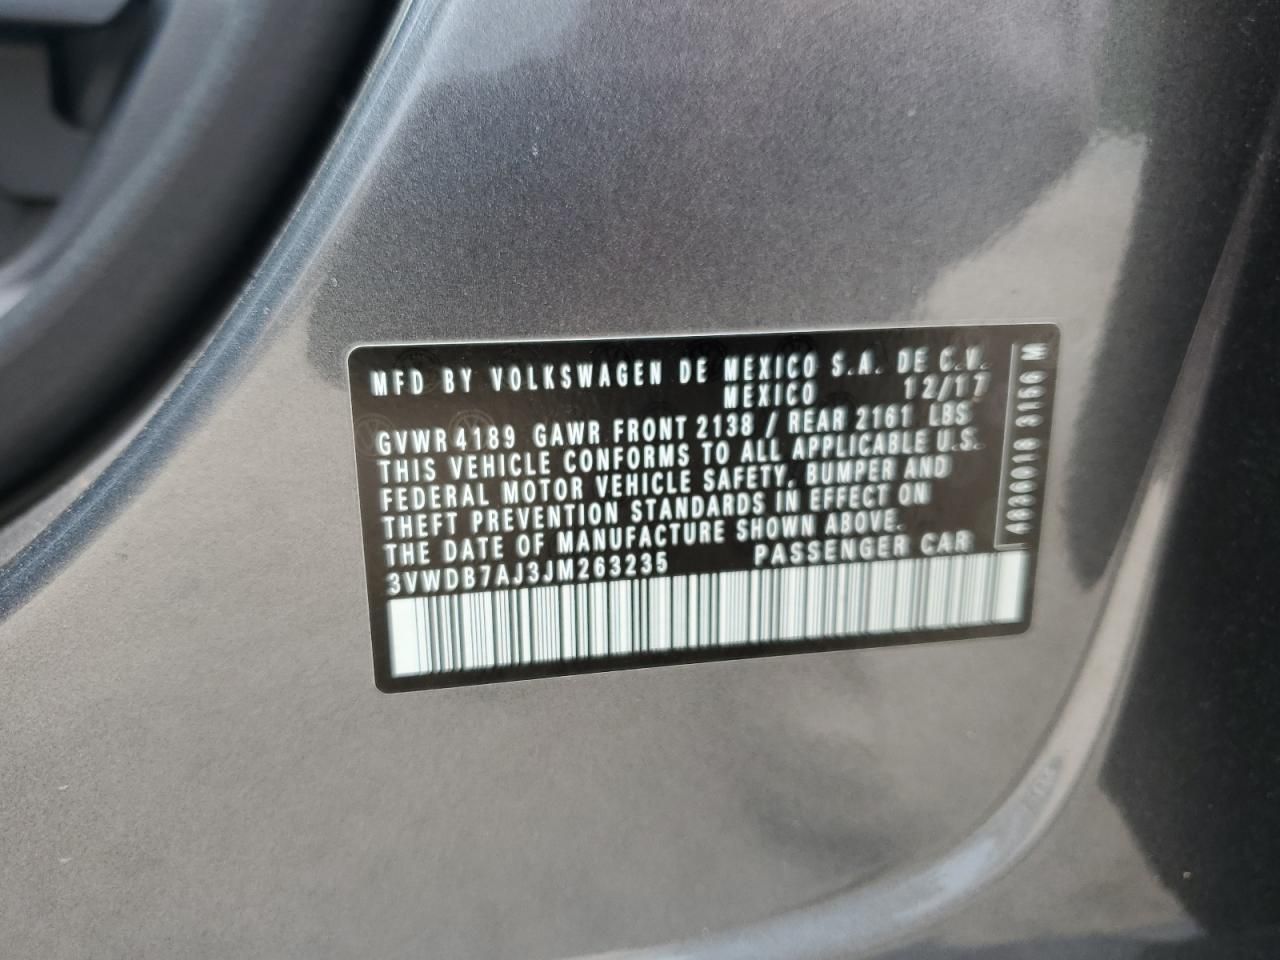 MFD BY VOLKSWAGEN DE MEXICO S.A. DE C.V.
MEXICO 12/17
GVWR 4189 GAWR FRONT 2138 / REAR 2161 LBS
THIS VEHICLE CONFORMS TO ALL APPLICABLE U.S.
FEDERAL MOTOR VEHICLE SAFETY, BUMPER AND
THEFT PREVENTION STANDARDS IN EFFECT ON
THE DATE OF MANUFACTURE SHOWN ABOVE.
3VWDB7AJ3JM263235 PASSENGER CAR
M